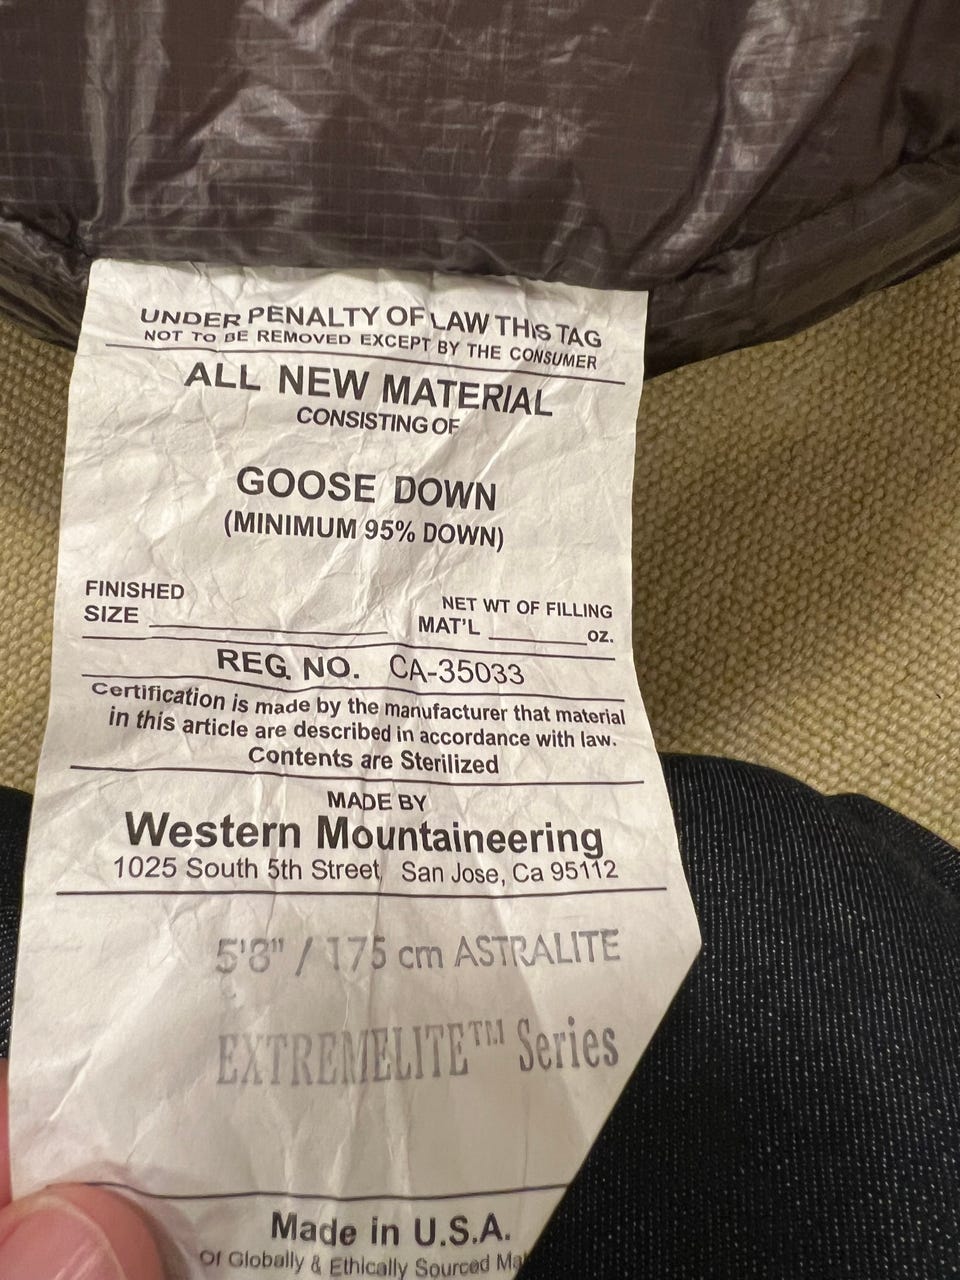 UNDER PENALTY OF LAW THIS TAG
NOT TO BE REMOVED EXCEPT BY THE CONSUMER
ALL NEW MATERIAL
CONSISTING OF
GOOSE DOWN
(MINIMUM 95% DOWN)
FINISHED
SIZE
NET WT OF FILLING
MAT'L oz.
REG. NO. CA-35033
Certification is made by the manufacturer that material
in this article are described in accordance with law.
Contents are Sterilized
MADE BY
Western Mountaineering
1025 South 5th Street, San Jose, Ca 95112
5'8" / 175 cm ASTRALITE
EXTREMELITE™ Series
Made in U.S.A.
Of Globally & Ethically Sourced